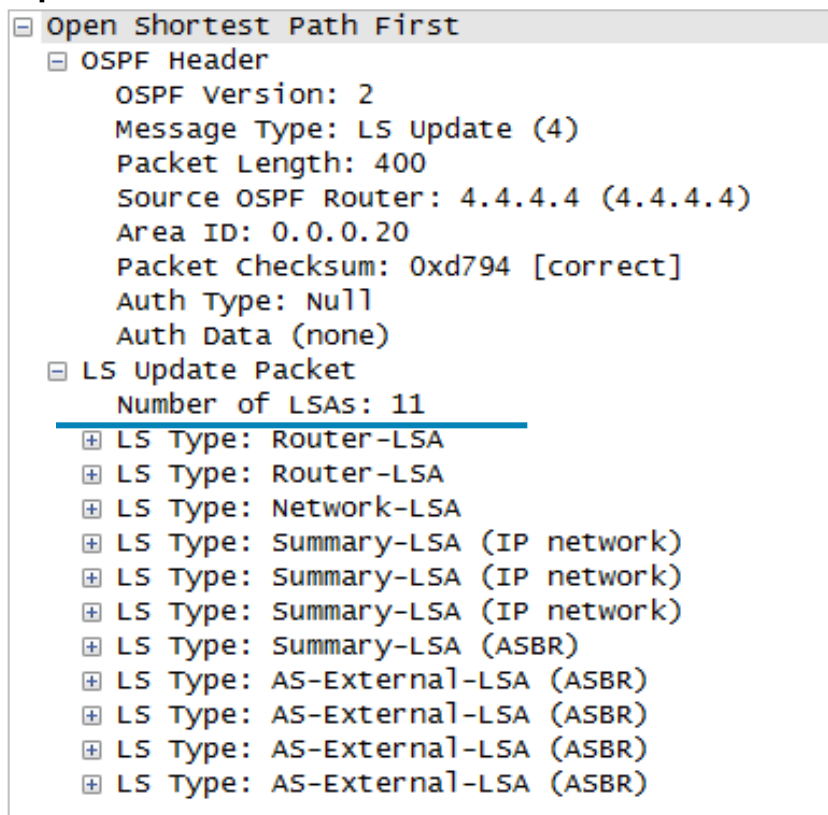 Open Shortest Path First
OSPF Header
OSPF Version: 2
Message Type: LS Update (4)
Packet Length: 400
Source OSPF Router: 4.4.4.4 (4.4.4.4)
Area ID: 0.0.0.20
Packet Checksum: 0xd794 [correct]
Auth Type: Null
Auth Data (none)
LS Update Packet
Number of LSAs: 11
LS Type: Router-LSA
LS Type: Router-LSA
LS Type: Network-LSA
LS Type: Summary-LSA (IP network)
LS Type: Summary-LSA (IP network)
LS Type: Summary-LSA (IP network)
LS Type: Summary-LSA (ASBR)
LS Type: AS-External-LSA (ASBR)
LS Type: AS-External-LSA (ASBR)
LS Type: AS-External-LSA (ASBR)
LS Type: AS-External-LSA (ASBR)